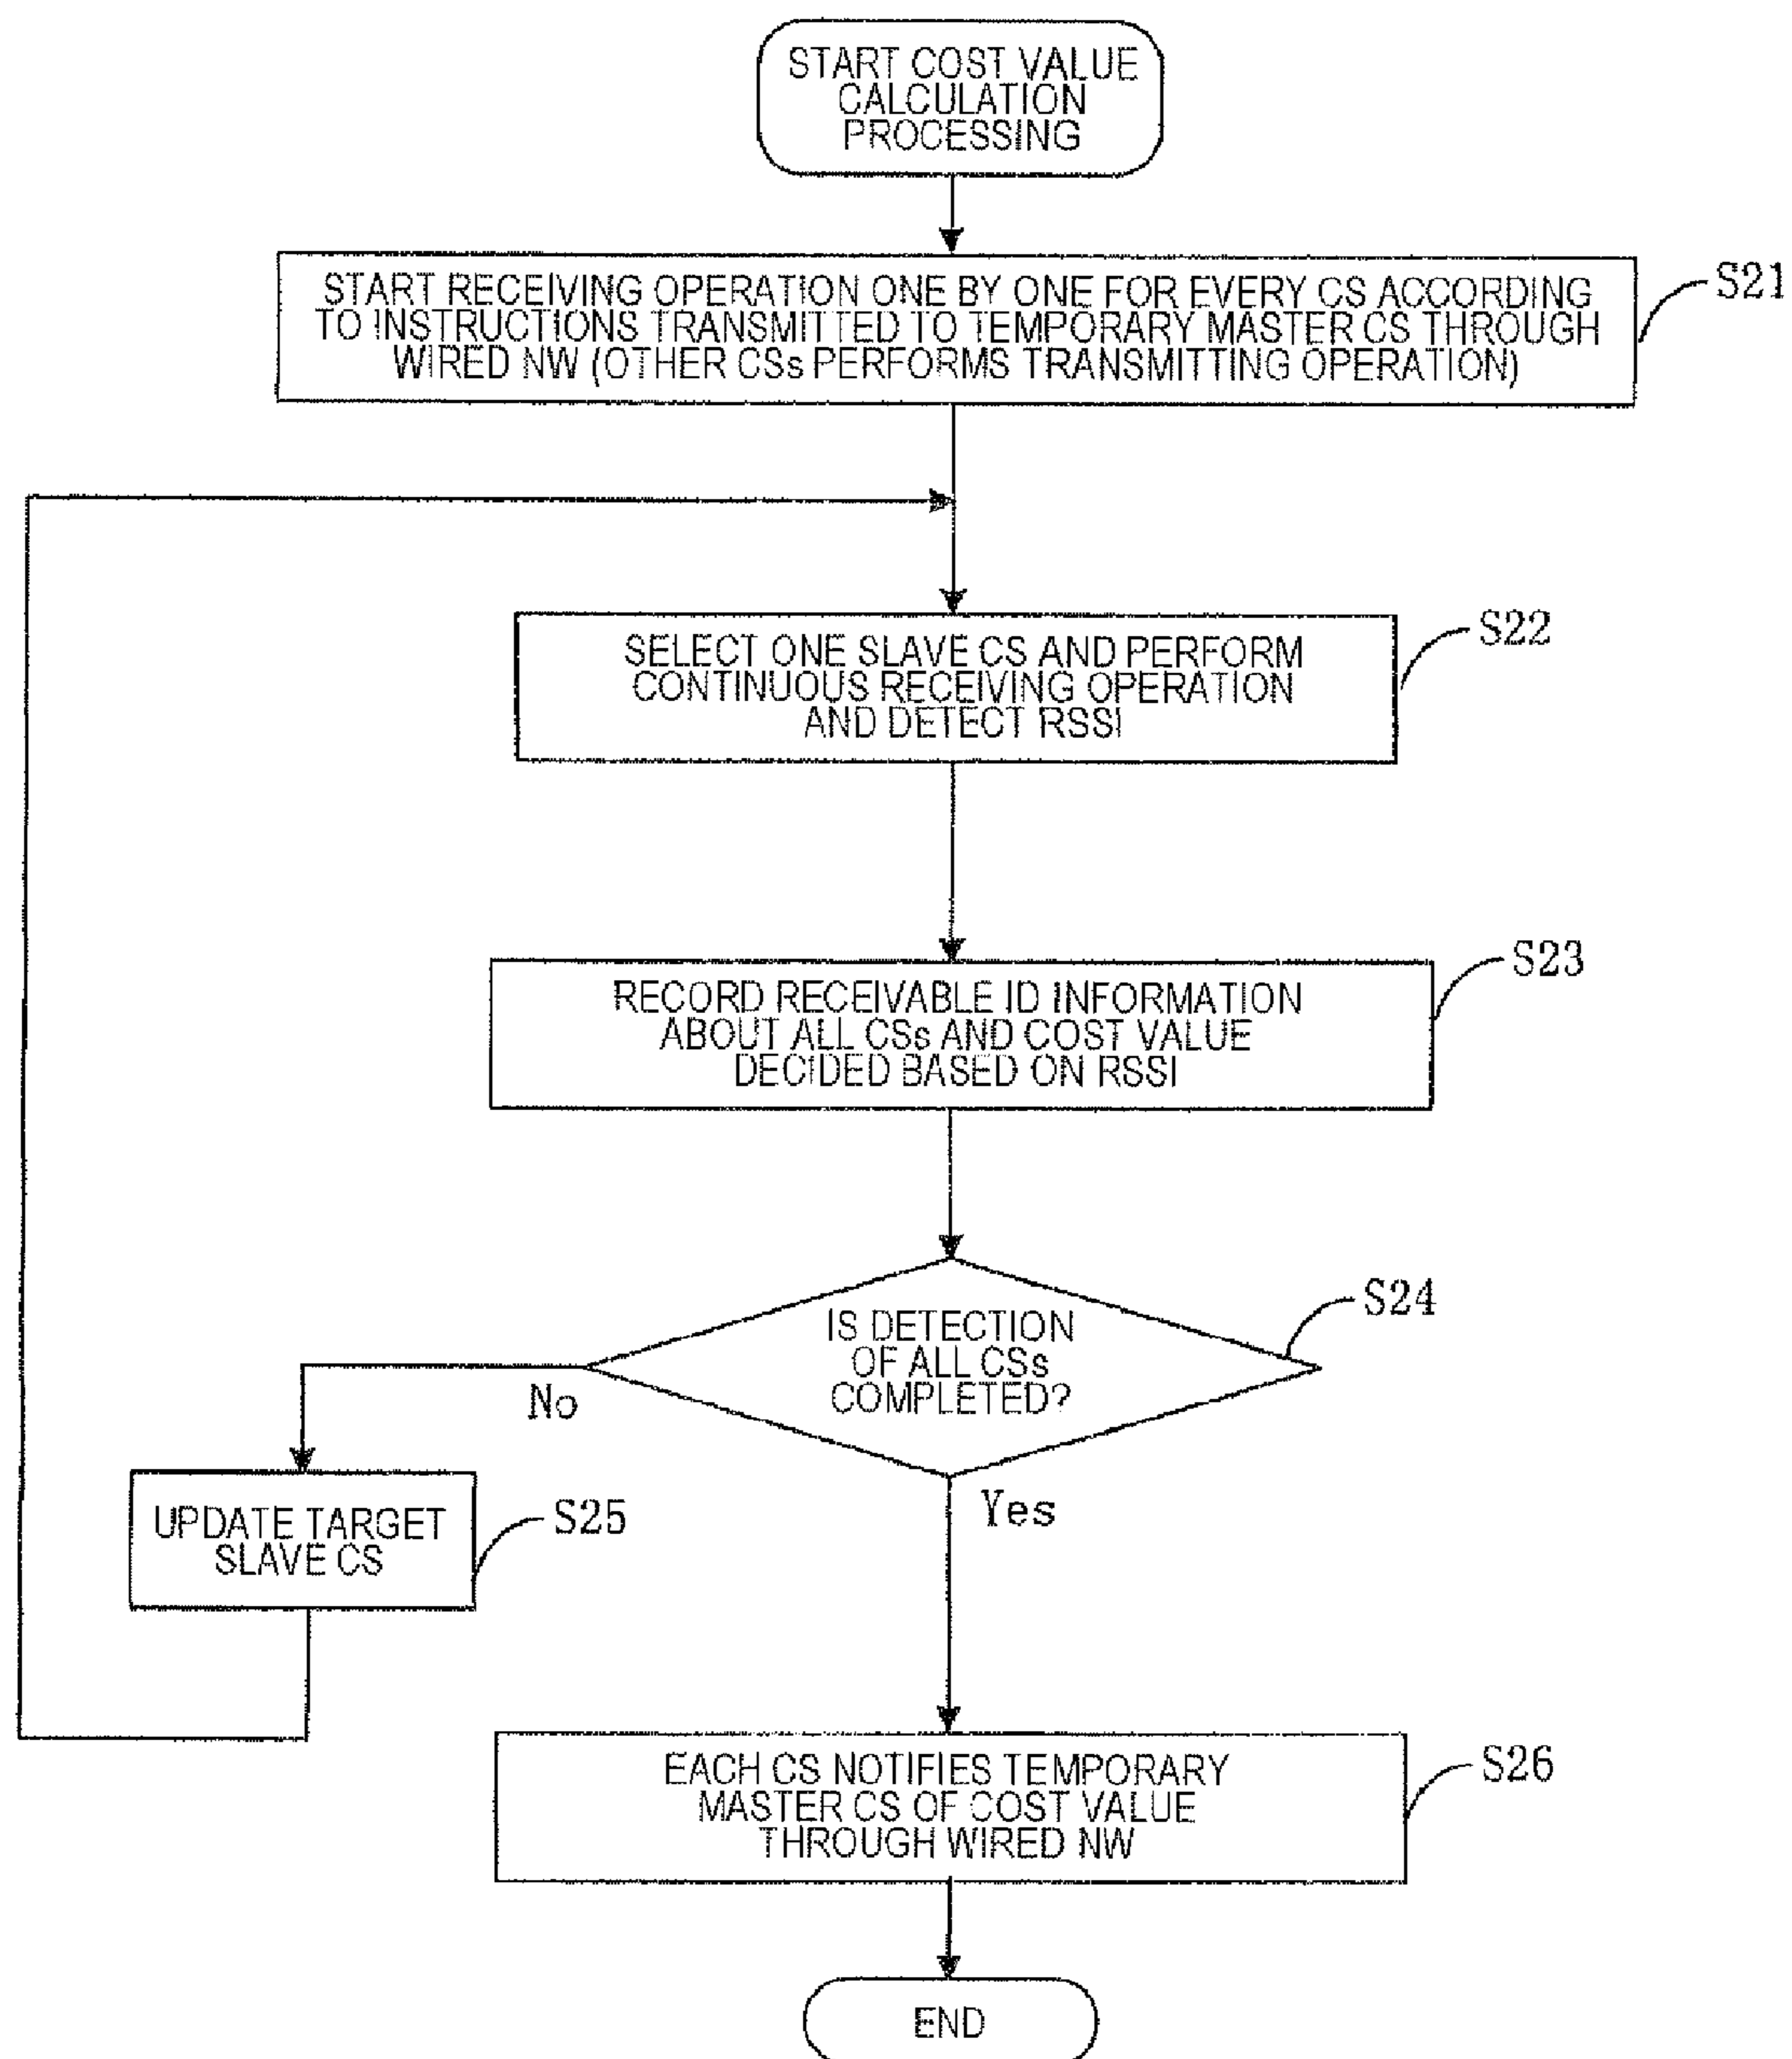 START COST VALUE
CALCULATION
PROCESSING
START RECEIVING OPERATION ONE BY ONE FOR EVERY CS ACCORDING
TO INSTRUCTIONS TRANSMITTED TO TEMPORARY MASTER CS THROUGH
WIRED NW (OTHER CSs PERFORMS TRANSMITTING OPERATION)
S21
SELECT ONE SLAVE CS AND PERFORM
CONTINUOUS RECEIVING OPERATION
AND DETECT RSSI
S22
RECORD RECEIVABLE ID INFORMATION
ABOUT ALL CSs AND COST VALUE
DECIDED BASED ON RSSI
S23
IS DETECTION
OF ALL CSs
COMPLETED?
S24
No
Yes
UPDATE TARGET
SLAVE CS
S25
EACH CS NOTIFIES TEMPORARY
MASTER CS OF COST VALUE
THROUGH WIRED NW
S26
END